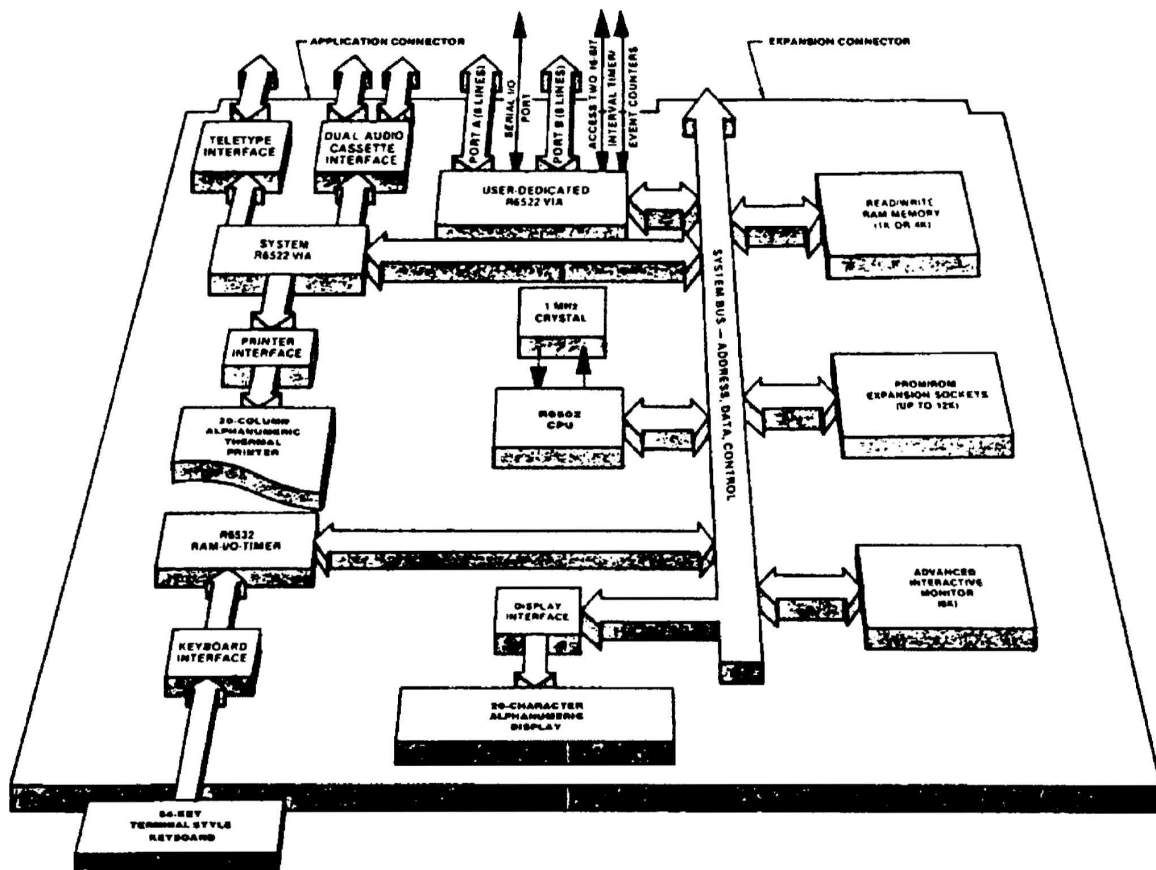 APPLICATION CONNECTOR
EXPANSION CONNECTOR
TELETYPE
INTERFACE
DUAL AUDIO
CASSETTE
INTERFACE
PORT A (8 LINES)
SERIAL I/O
PORT
PORT B (8 LINES)
ACCESS TWO 16-BIT
INTERVAL TIMER/
EVENT COUNTERS
USER-DEDICATED
R6522 VIA
READ/WRITE
RAM MEMORY
(1K OR 4K)
SYSTEM
R6522 VIA
SYSTEM BUS — ADDRESS, DATA, CONTROL
1 MHz
CRYSTAL
PRINTER
INTERFACE
R6502
CPU
PROM/ROM
EXPANSION SOCKETS
(UP TO 12K)
20-COLUMN
ALPHANUMERIC
THERMAL
PRINTER
R6532
RAM-I/O-TIMER
ADVANCED
INTERACTIVE
MONITOR
(8K)
DISPLAY
INTERFACE
KEYBOARD
INTERFACE
20-CHARACTER
ALPHANUMERIC
DISPLAY
54-KEY
TERMINAL STYLE
KEYBOARD